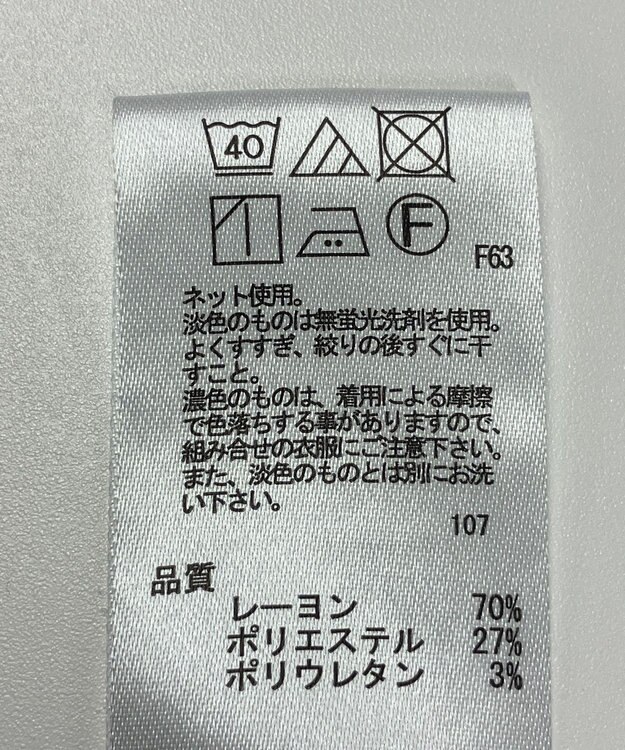 40
F
F63
ネット使用。
淡色のものは無蛍光洗剤を使用。
よくすすぎ、絞りの後すぐに干
すこと。
濃色のものは、着用による摩擦
で色落ちする事がありますので、
組み合せの衣服にご注意下さい。
また、淡色のものとは別にお洗
い下さい。
107
品質
レーヨン 70%
ポリエステル 27%
ポリウレタン 3%